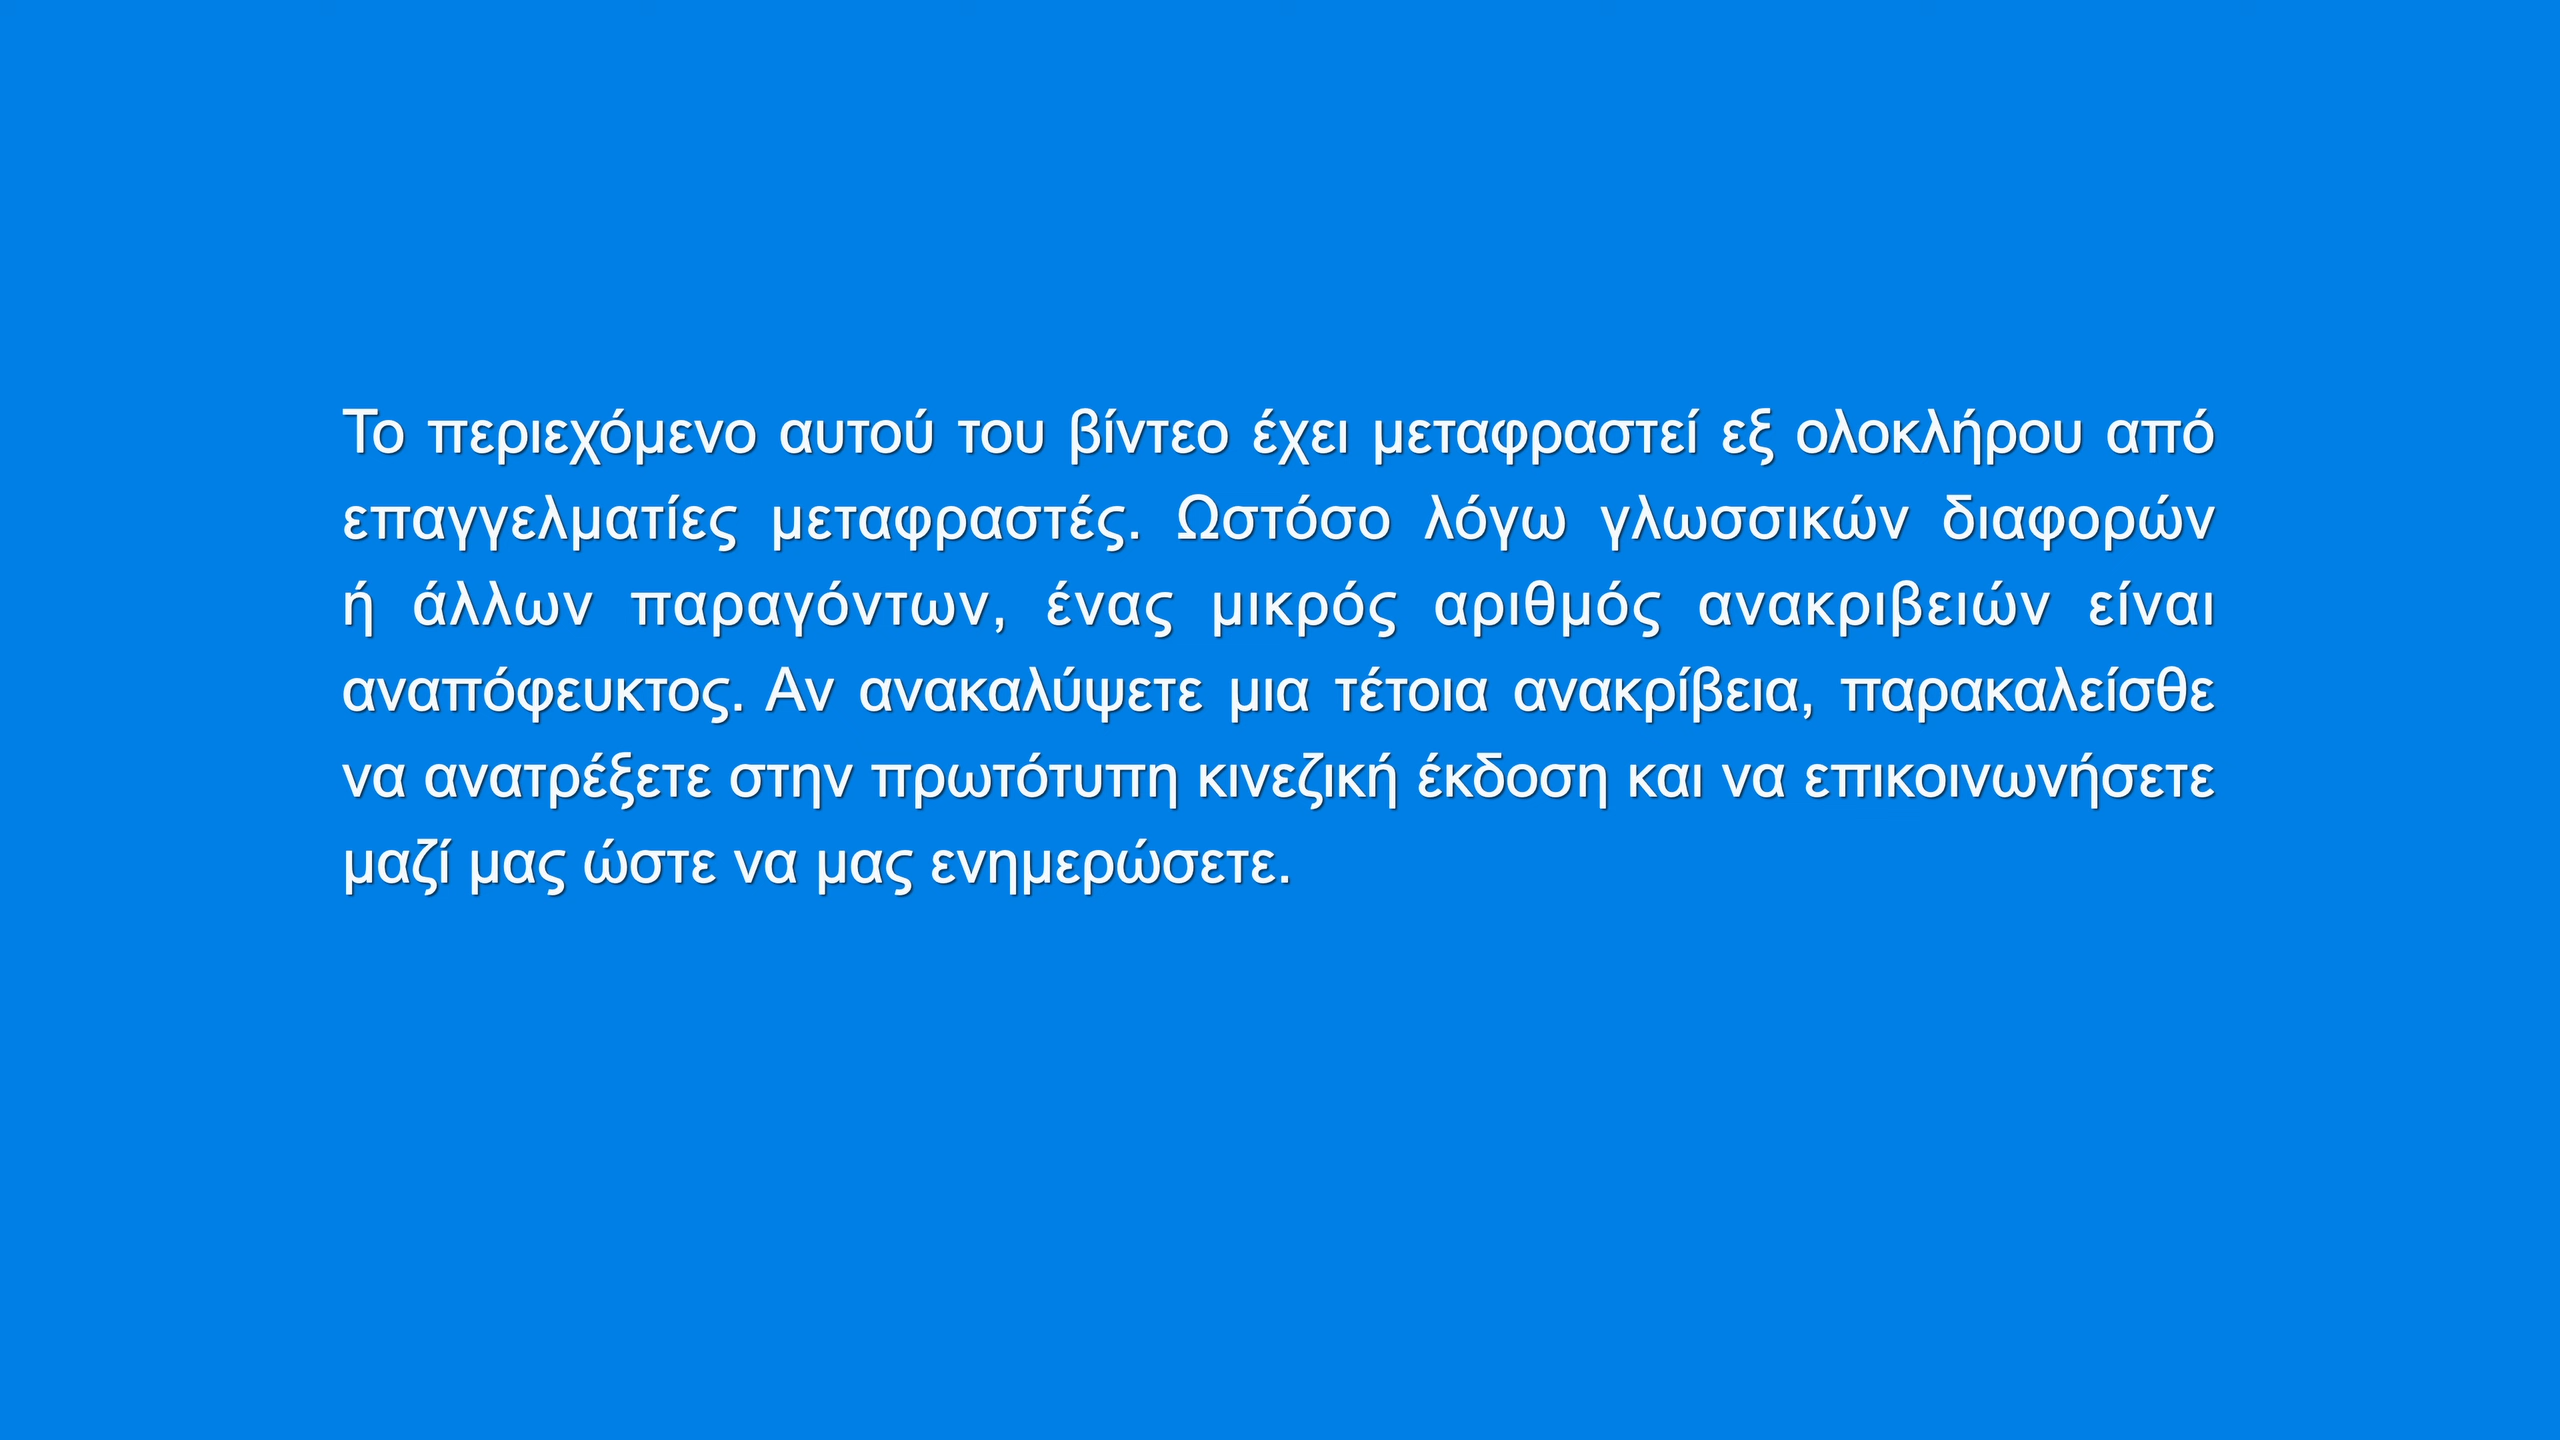 Το περιεχόμενο αυτού του βίντεο έχει μεταφραστεί εξ ολοκλήρου από
επαγγελματίες μεταφραστές. Ωστόσο λόγω γλωσσικών διαφορών
ή άλλων παραγόντων, ένας μικρός αριθμός ανακριβειών είναι
αναπόφευκτος. Αν ανακαλύψετε μια τέτοια ανακρίβεια, παρακαλείσθε
να ανατρέξετε στην πρωτότυπη κινεζική έκδοση και να επικοινωνήσετε
μαζί μας ώστε να μας ενημερώσετε.